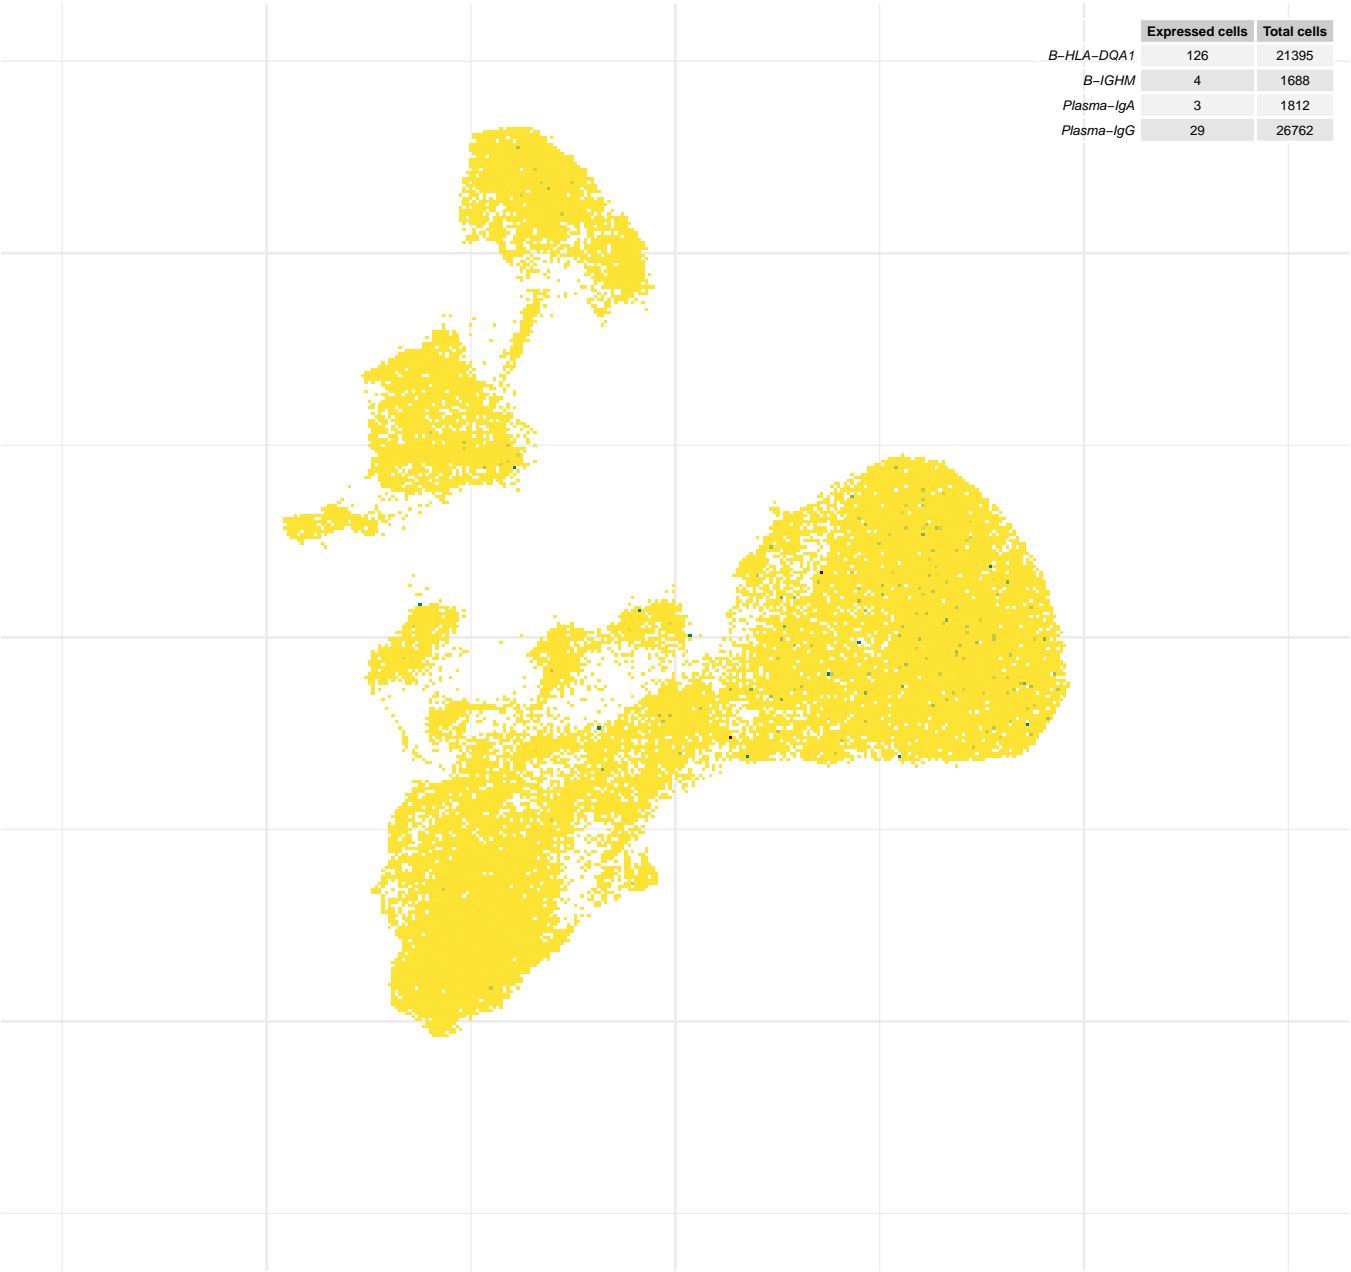 Expressed cells Total cells
B−HLA−DQA1 126 21395
B−IGHM 4 1688
Plasma−IgA 3 1812
Plasma−IgG 29 26762